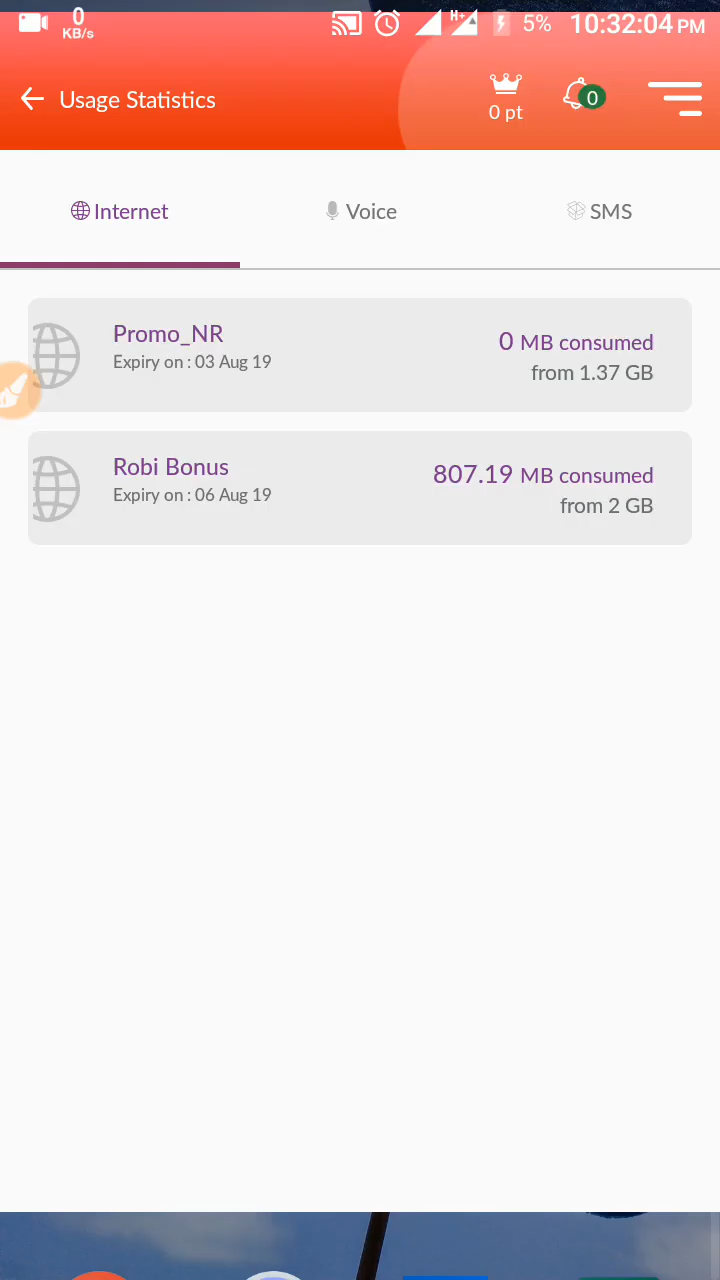 0
KB/s
H+
5%
10:32:04 PM
Usage Statistics
0 pt
0
Internet
Voice
SMS
Promo_NR
Expiry on : 03 Aug 19
0 MB consumed
from 1.37 GB
Robi Bonus
Expiry on : 06 Aug 19
807.19 MB consumed
from 2 GB